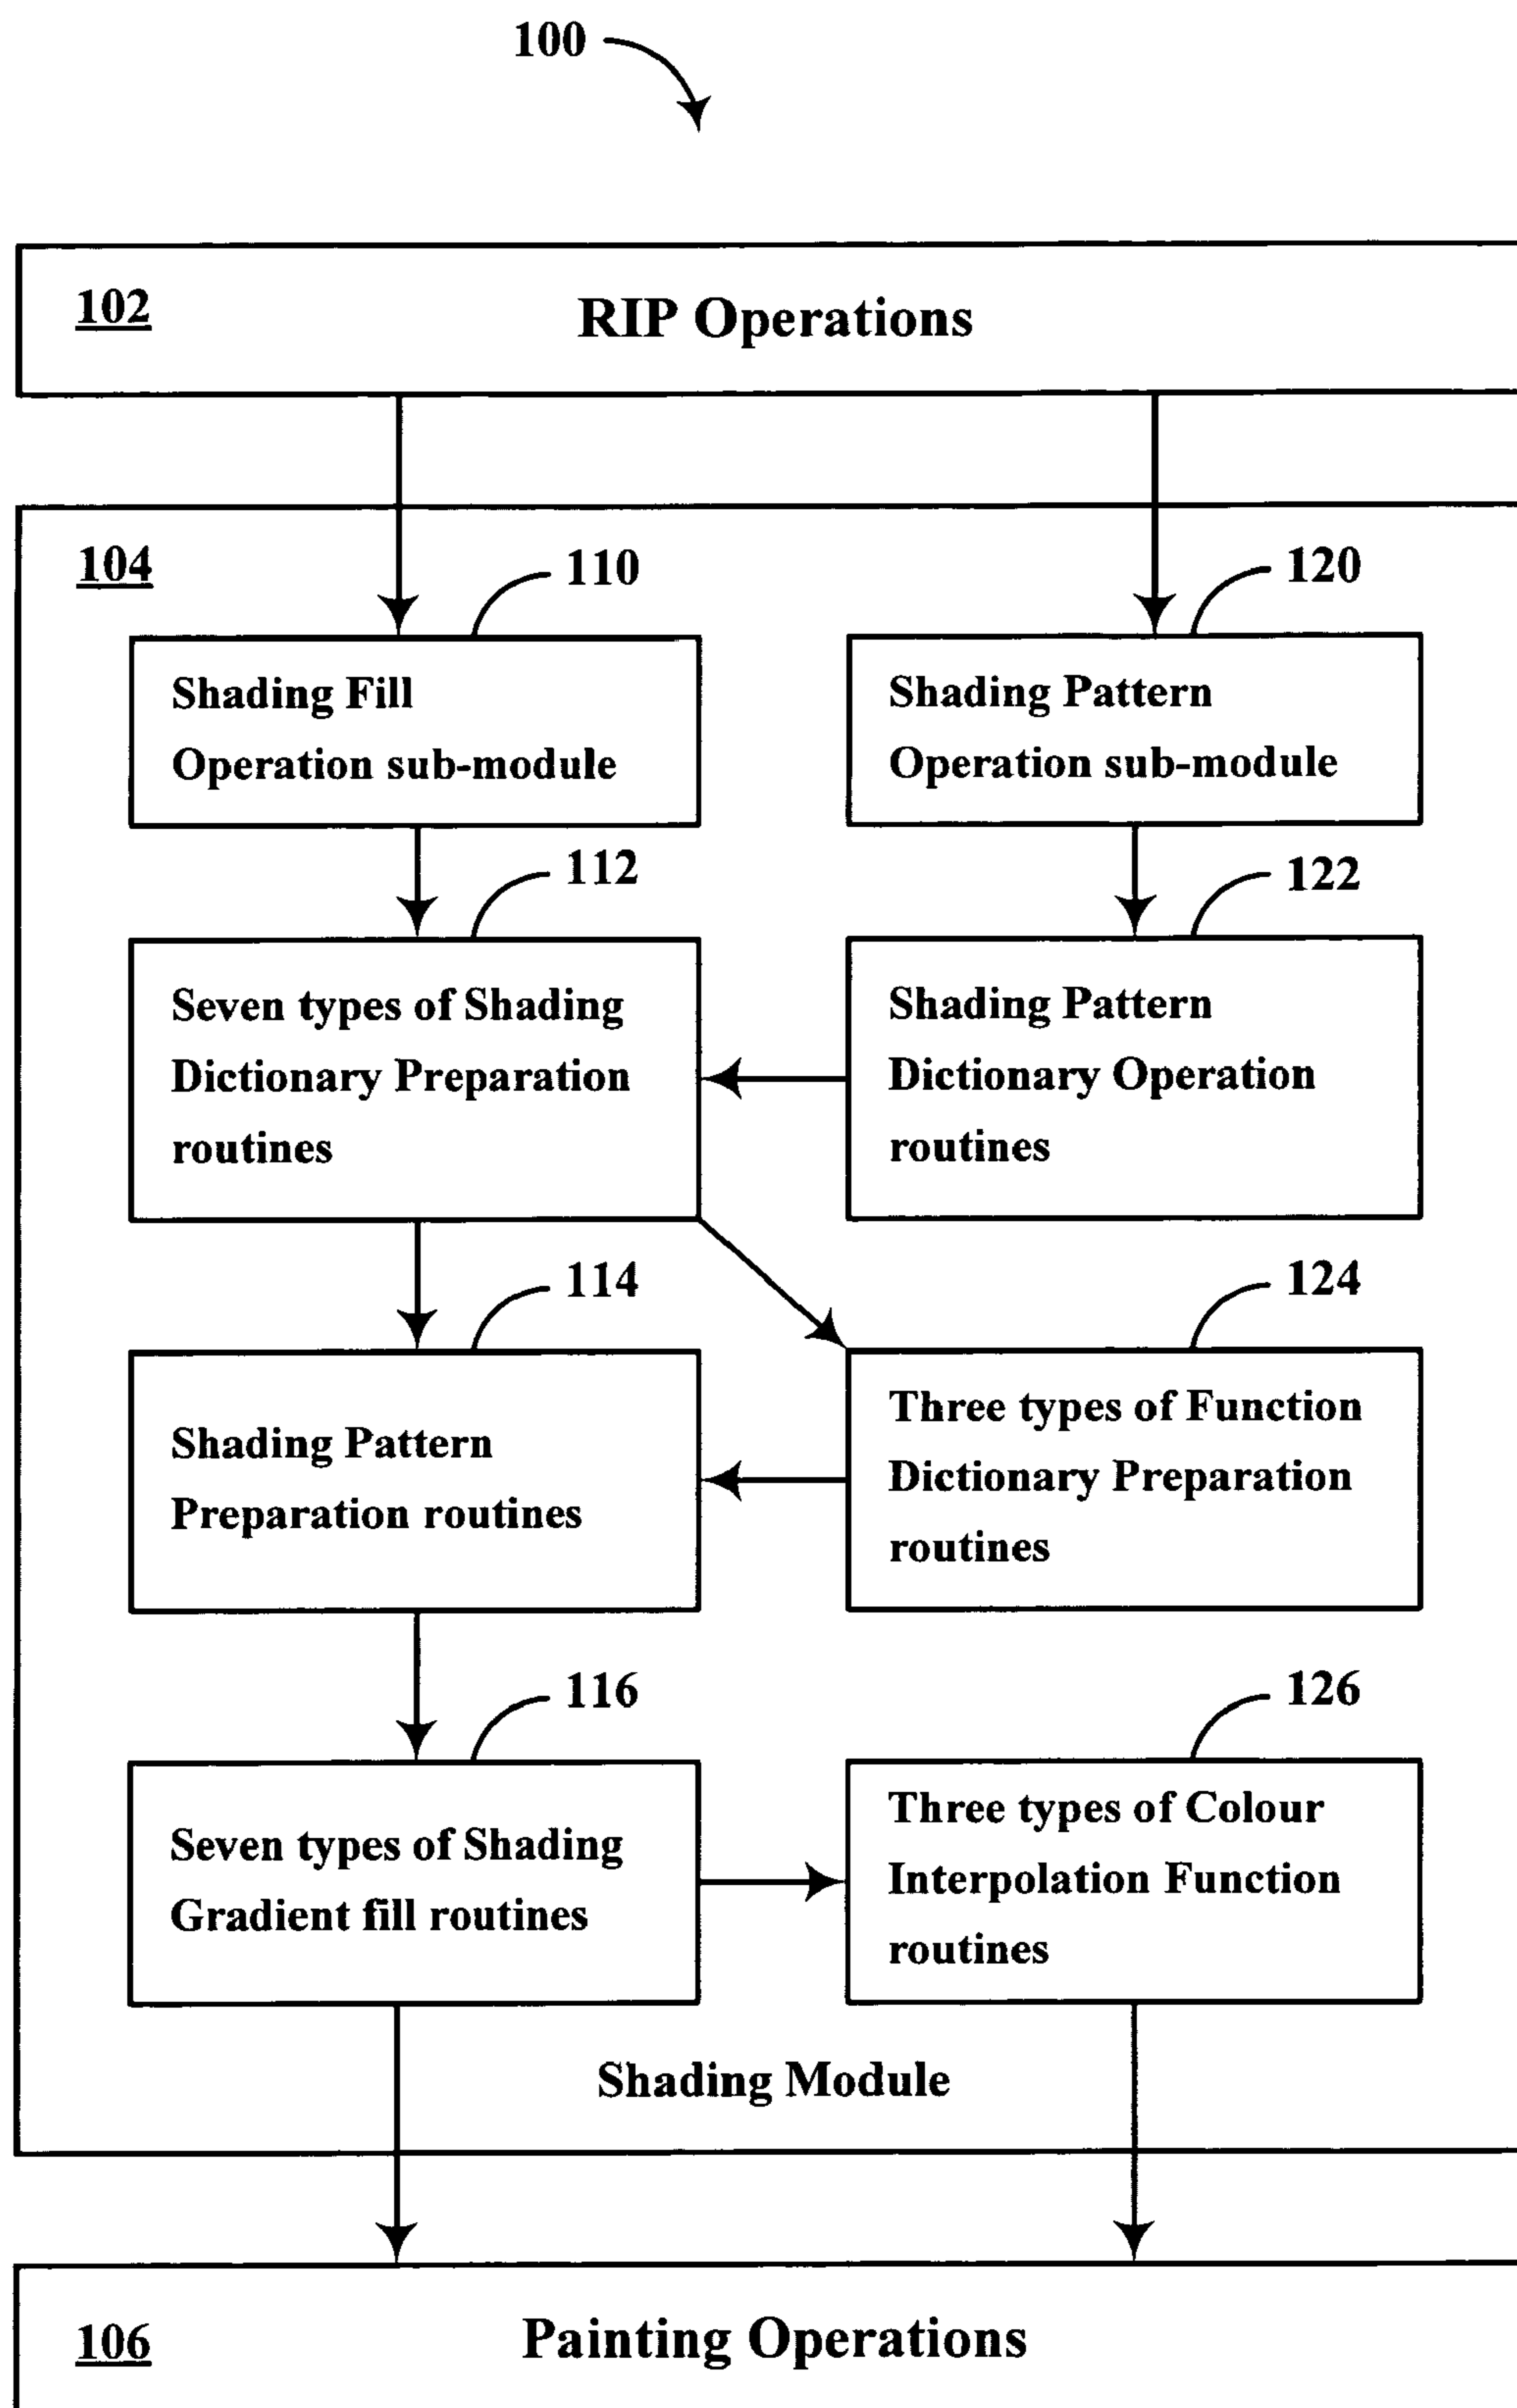 100
102
RIP Operations
104
110
120
Shading Fill
Operation sub-module
Shading Pattern
Operation sub-module
112
122
Seven types of Shading
Dictionary Preparation
routines
Shading Pattern
Dictionary Operation
routines
114
124
Shading Pattern
Preparation routines
Three types of Function
Dictionary Preparation
routines
116
126
Seven types of Shading
Gradient fill routines
Three types of Colour
Interpolation Function
routines
Shading Module
106
Painting Operations